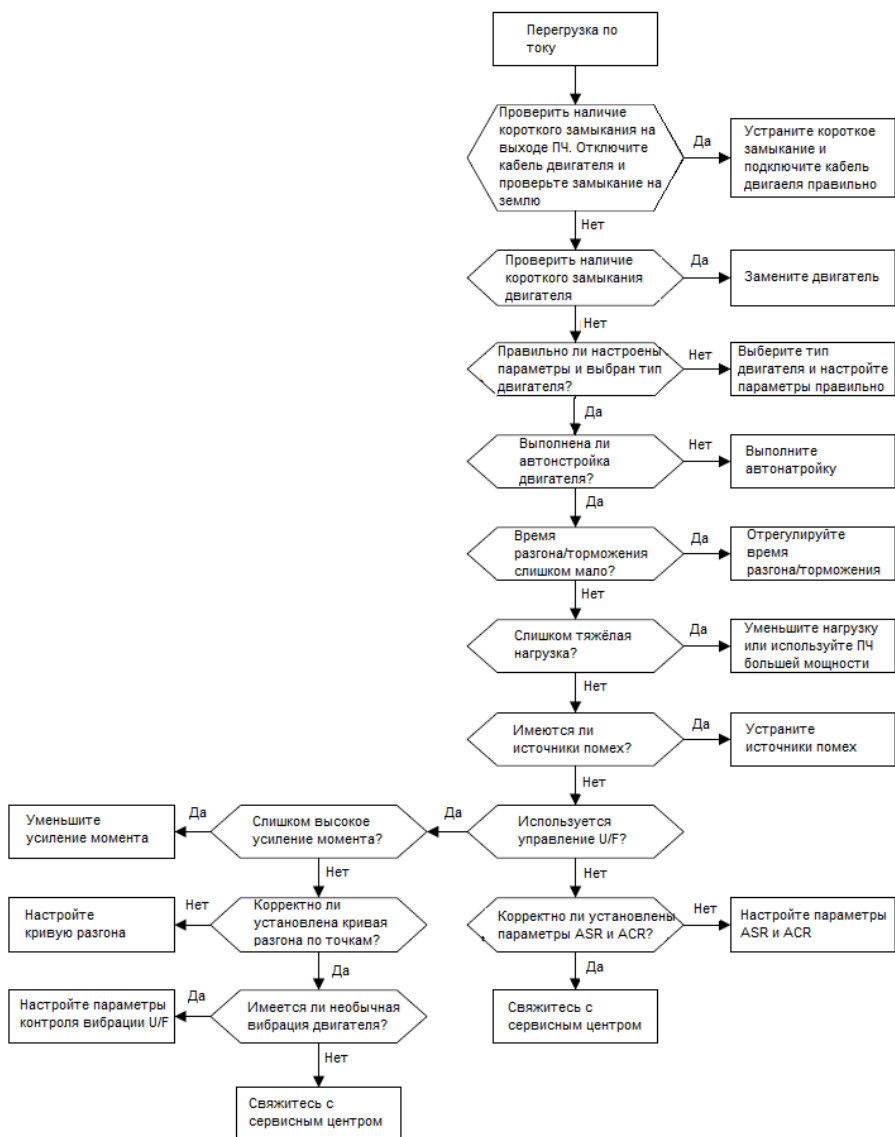 Перегрузка по
току
Проверить наличие
короткого замыкания на
выходе ПЧ. Отключите
кабель двигателя и
проверьте замыкание на
землю
Да
Устраните короткое
замыкание и
подключите кабель
двигаеля правильно
Нет
Проверить наличие
короткого замыкания
двигателя
Да
Замените двигатель
Нет
Правильно ли настроены
параметры и выбран тип
двигателя?
Нет
Выберите тип
двигателя и настройте
параметры правильно
Да
Выполнена ли
автонстройка
двигателя?
Нет
Выполните
автонатройку
Да
Время
разгона/торможения
слишком мало?
Да
Отрегулируйте
время
разгона/торможения
Нет
Слишком тяжёлая
нагрузка?
Да
Уменьшите нагрузку
или используйте ПЧ
большей мощности
Нет
Имеются ли
источники помех?
Да
Устраните
источники помех
Нет
Используется
управление U/F?
Да
Слишком высокое
усиление момента?
Да
Уменьшите
усиление момента
Нет
Нет
Корректно ли
установлена кривая
разгона по точкам?
Нет
Настройте
кривую разгона
Корректно ли установлены
параметры ASR и ACR?
Нет
Настройте параметры
ASR и ACR
Да
Да
Имеется ли необычная
вибрация двигателя?
Да
Настройте параметры
контроля вибрации U/F
Свяжитесь с
сервисным центром
Нет
Свяжитесь с
сервисным центром